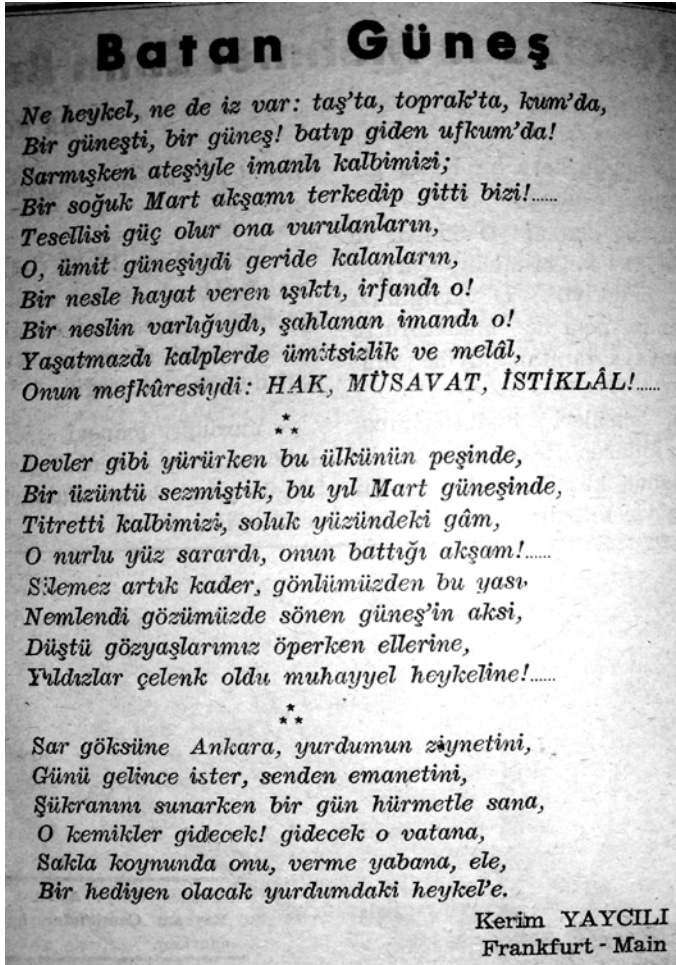 Batan Güneş
Ne heykel, ne de iz var: taş'ta, toprak'ta, kum'da,
Bir güneşti, bir güneş! batıp giden ufkum'da!
Sarmışken ateşiyle imanlı kalbimizi;
Bir soğuk Mart akşamı terkedip gitti bizi!......
Tesellisi güç olur ona vurulanların,
O, ümit güneşiydi geride kalanların,
Bir nesle hayat veren ışıktı, irfandı o!
Bir neslin varlığıydı, şahlanan imandı o!
Yaşatmazdı kalplerde ümitsizlik ve melâl,
Onun mefkûresiydi: HAK, MÜSAVAT, İSTİKLÂL!......
*
* *
Devler gibi yürürken bu ülkünün peşinde,
Bir üzüntü sezmiştik, bu yıl Mart güneşinde,
Titretti kalbimizi, soluk yüzündeki gâm,
O nurlu yüz sarardı, onun battığı akşam!......
Silemez artık kader, gönlümüzden bu yası
Nemlendi gözümüzde sönen güneş'in aksi,
Düştü gözyaşlarımız öperken ellerine,
Yıldızlar çelenk oldu muhayyel heykeline!......
*
* *
Sar göksüne Ankara, yurdumun ziynetini,
Günü gelince ister, senden emanetini,
Şükranını sunarken bir gün hürmetle sana,
O kemikler gidecek! gidecek o vatana,
Sakla koynunda onu, verme yabana, ele,
Bir hediyen olacak yurdumdaki heykel'e.
Kerim YAYCILI
Frankfurt - Main